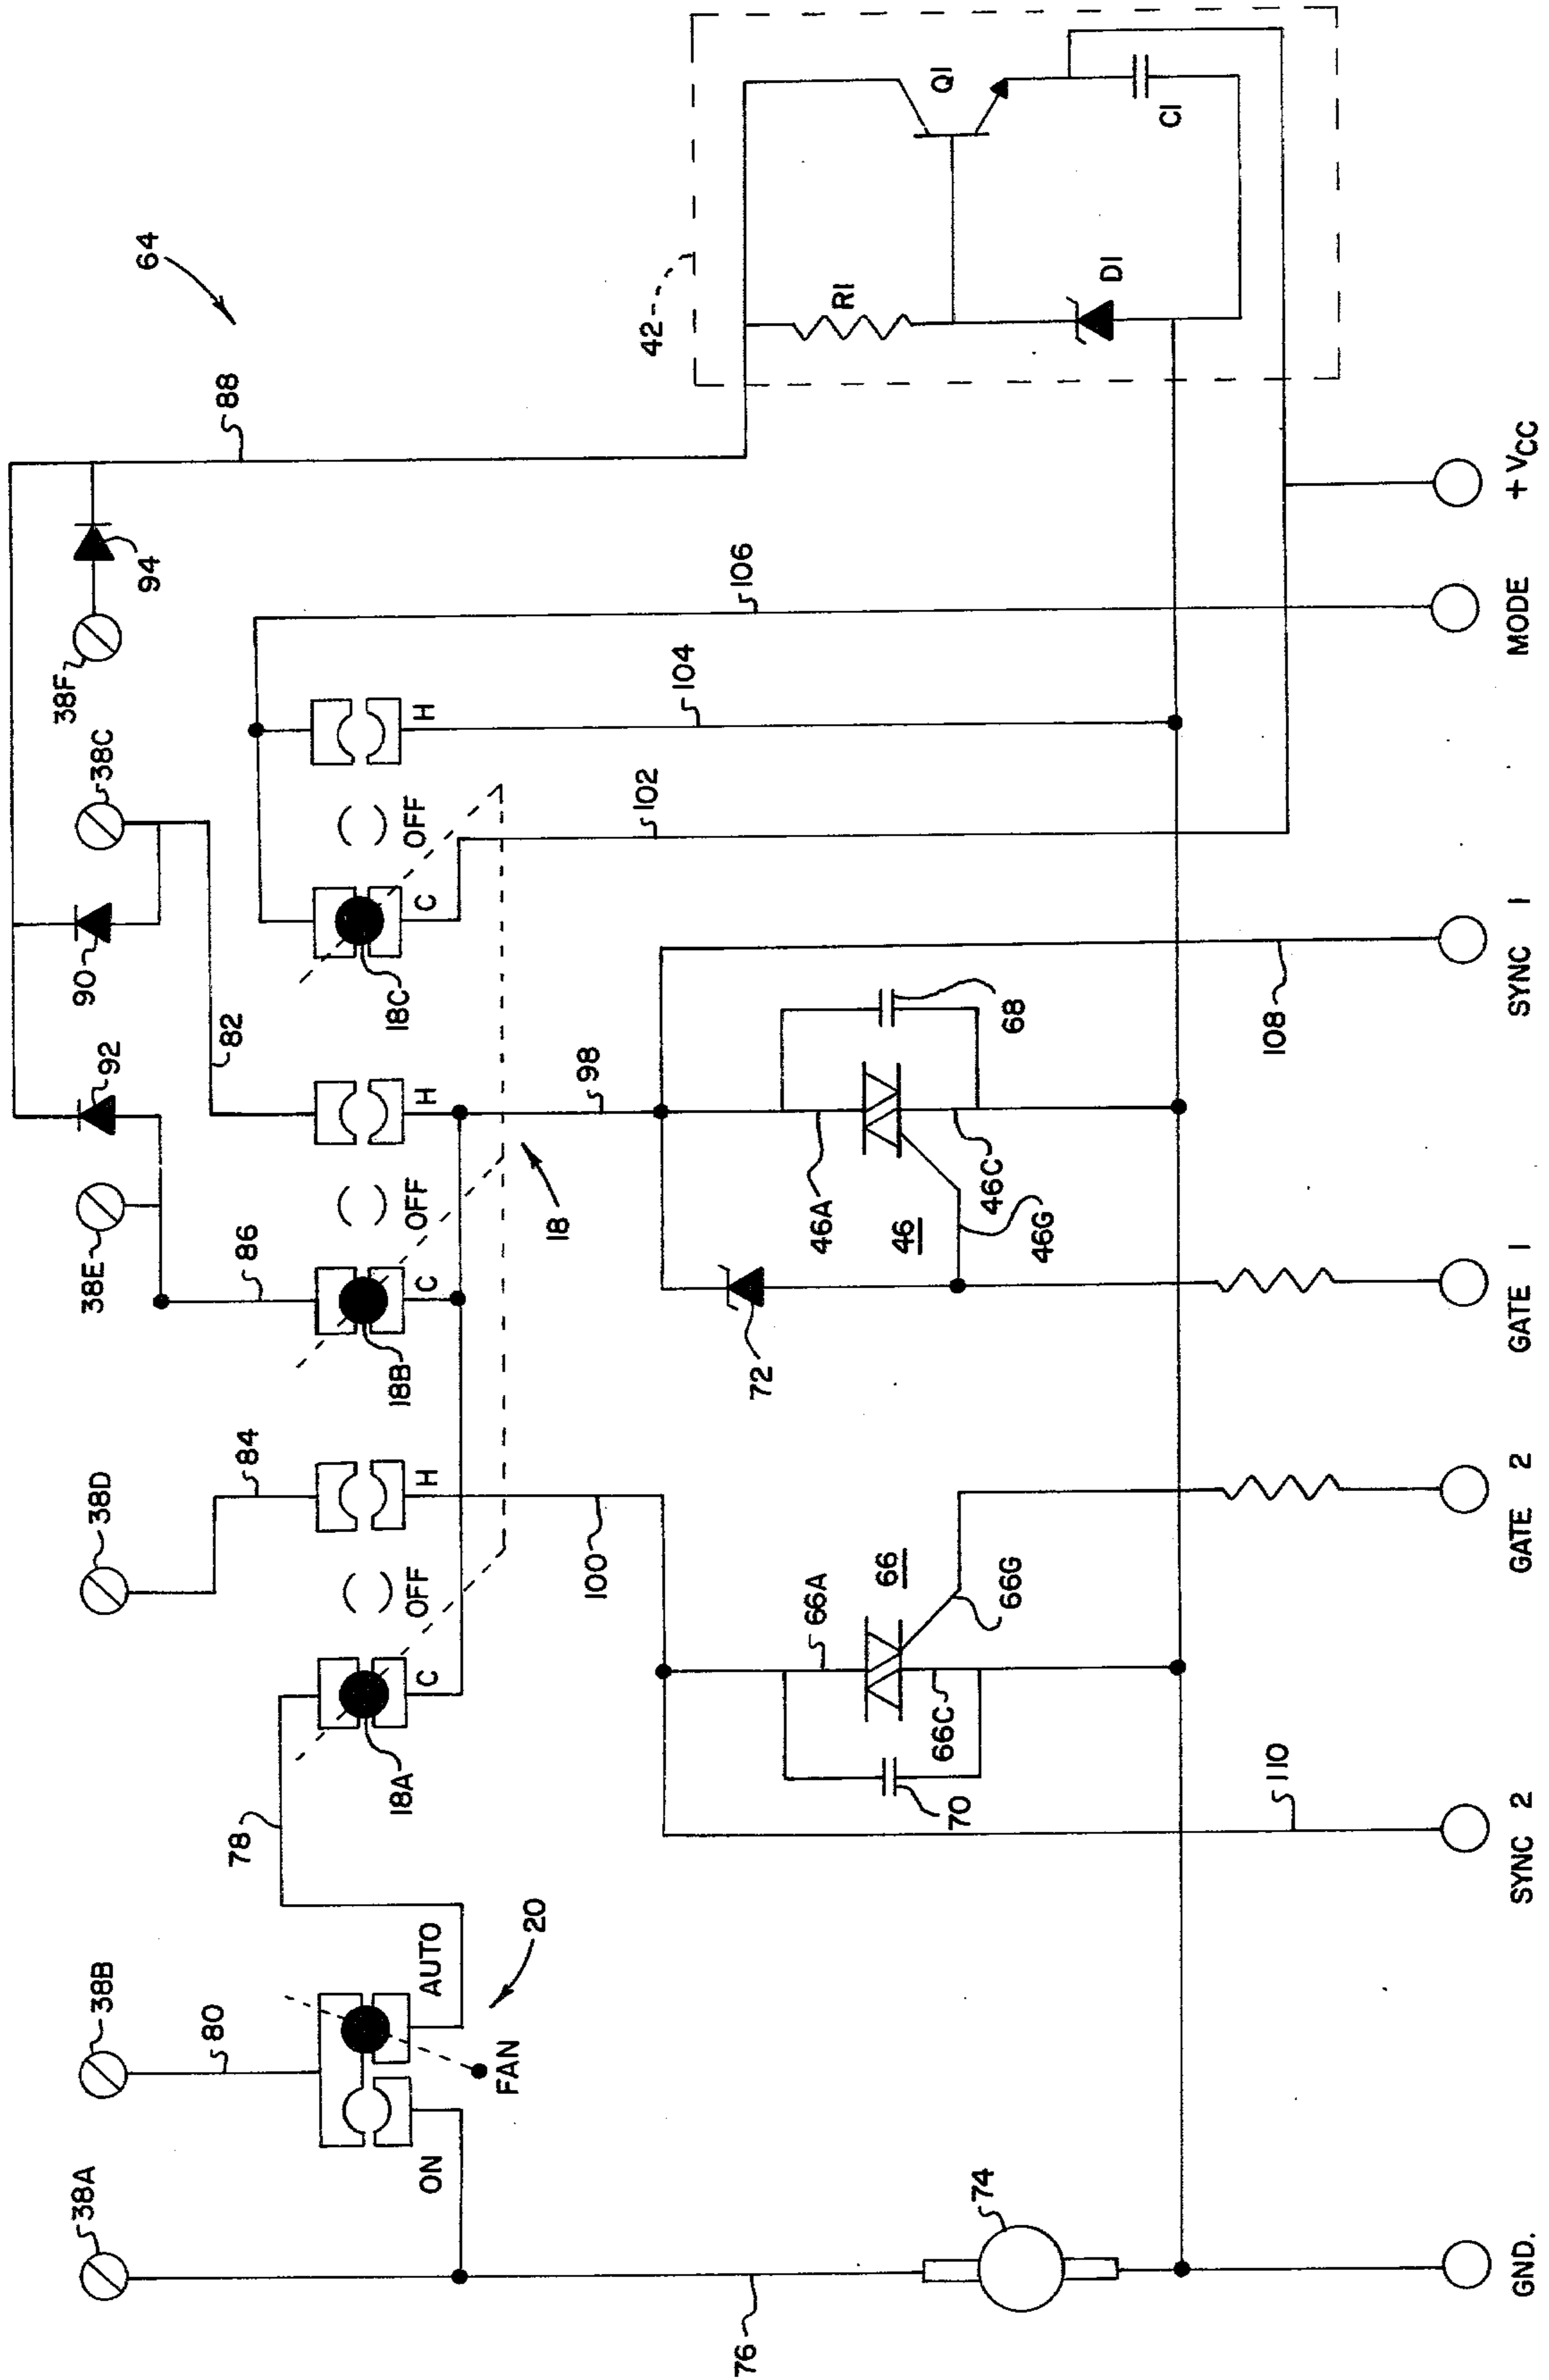 64
42
Q1
C1
R1
D1
88
94
38F
38C
90
92
82
38E
86
84
38D
106
104
102
H
OFF
C
18C
H
OFF
C
18B
18
98
H
OFF
C
18A
78
100
46A
46
46C
46G
68
72
108
66A
66
66C
66G
70
110
38B
80
AUTO
20
FAN
ON
38A
74
76
+VCC
MODE
SYNC 1
GATE 1
GATE 2
SYNC 2
GND.